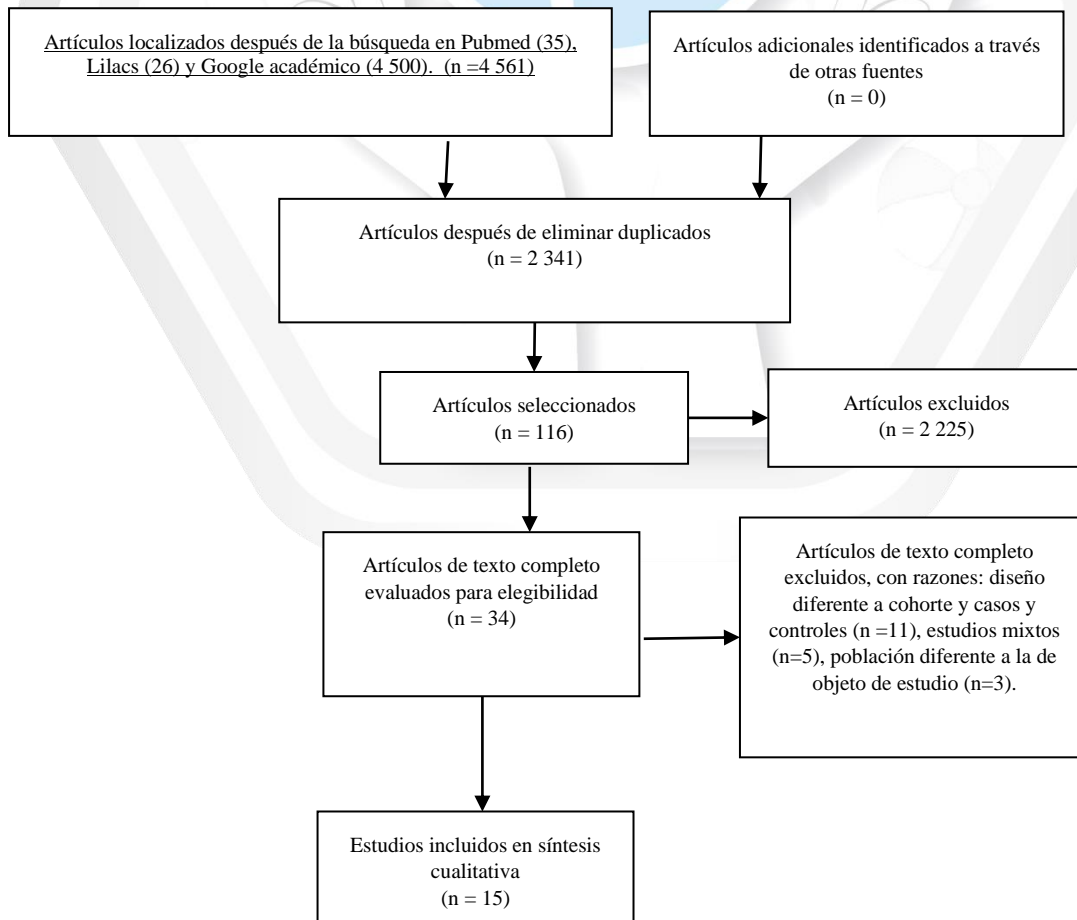 Artículos localizados después de la búsqueda en Pubmed (35),
Lilacs (26) y Google académico (4 500).  (n =4 561)
Artículos adicionales identificados a través
de otras fuentes
(n = 0)
Artículos después de eliminar duplicados
(n = 2 341)
Artículos seleccionados
(n = 116)
Artículos excluidos
(n = 2 225)
Artículos de texto completo
evaluados para elegibilidad
(n = 34)
Artículos de texto completo
excluidos, con razones: diseño
diferente a cohorte y casos y
controles (n =11), estudios mixtos
(n=5), población diferente a la de
objeto de estudio (n=3).
Estudios incluidos en síntesis
cualitativa
(n = 15)